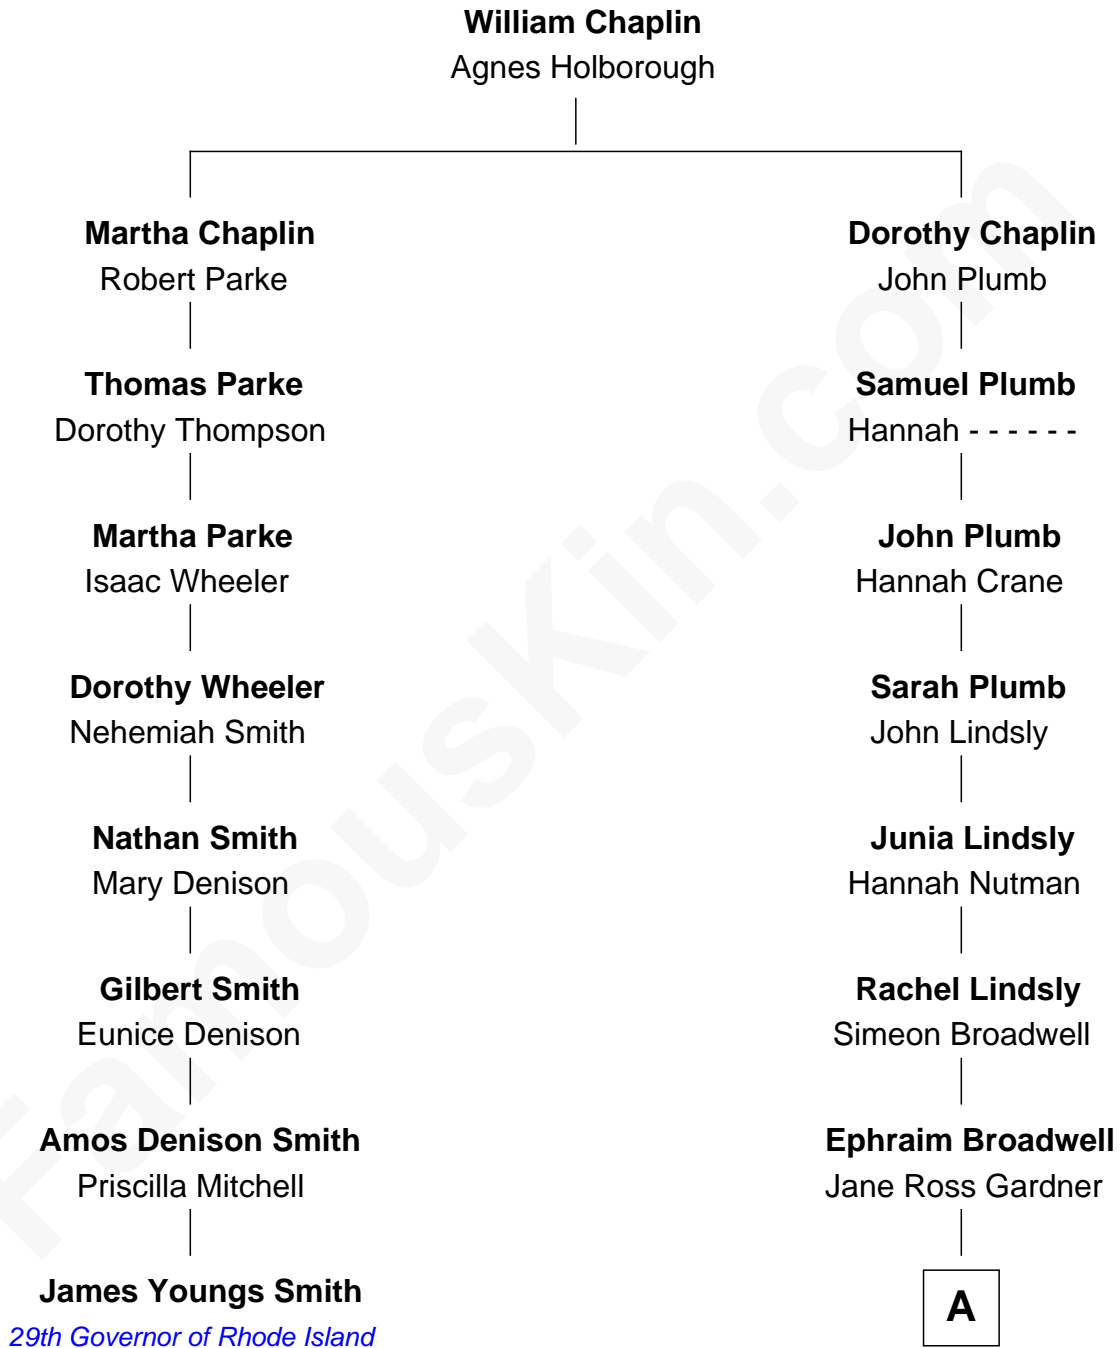 William Chaplin
Agnes Holborough
Martha Chaplin
Robert Parke
Dorothy Chaplin
John Plumb
Thomas Parke
Dorothy Thompson
Samuel Plumb
Hannah - - - - - -
Martha Parke
Isaac Wheeler
John Plumb
Hannah Crane
Dorothy Wheeler
Nehemiah Smith
Sarah Plumb
John Lindsly
Nathan Smith
Mary Denison
Junia Lindsly
Hannah Nutman
Gilbert Smith
Eunice Denison
Rachel Lindsly
Simeon Broadwell
Amos Denison Smith
Priscilla Mitchell
Ephraim Broadwell
Jane Ross Gardner
James Youngs Smith
29th Governor of Rhode Island
A
FamousKin.com